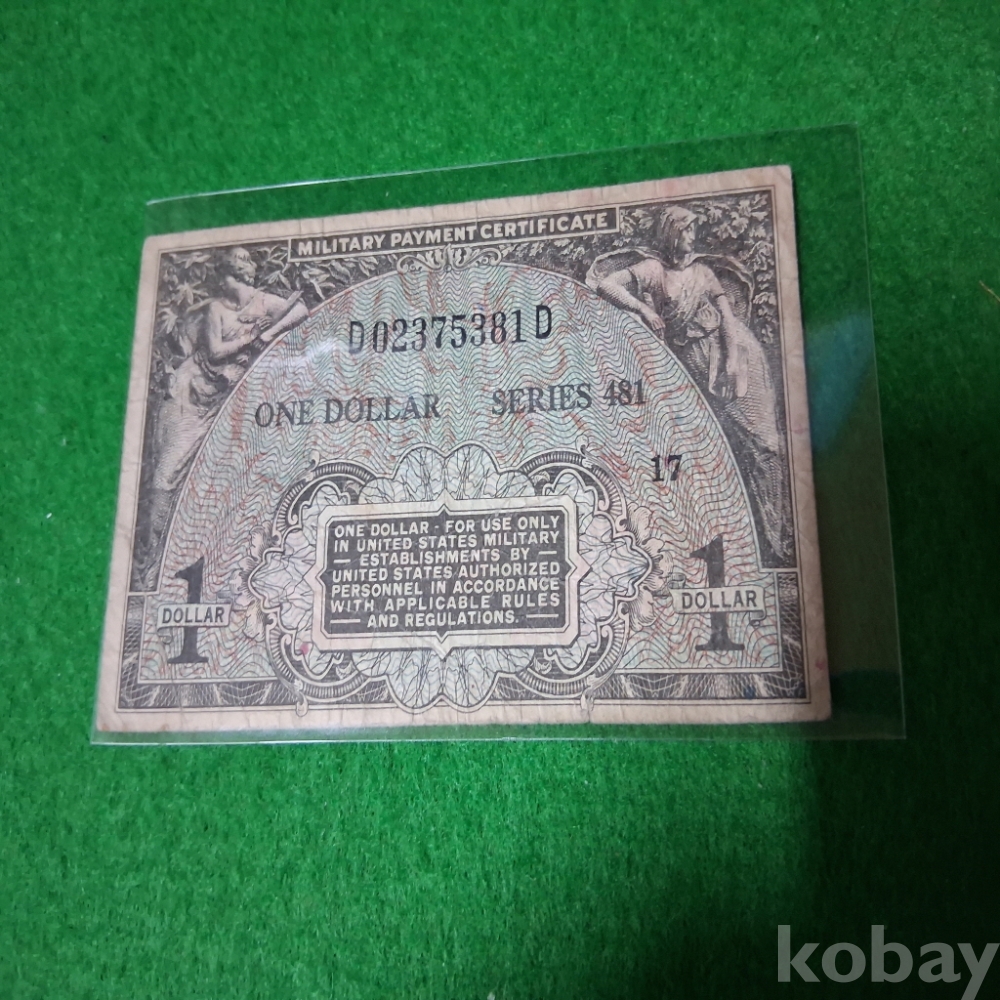 MILITARY PAYMENT CERTIFICATE
D02375381D
ONE DOLLAR SERIES 481
17
ONE DOLLAR - FOR USE ONLY
IN UNITED STATES MILITARY
— ESTABLISHMENTS BY —
UNITED STATES AUTHORIZED
PERSONNEL IN ACCORDANCE
WITH APPLICABLE RULES
— AND REGULATIONS. —
1
DOLLAR
1
DOLLAR
kobay